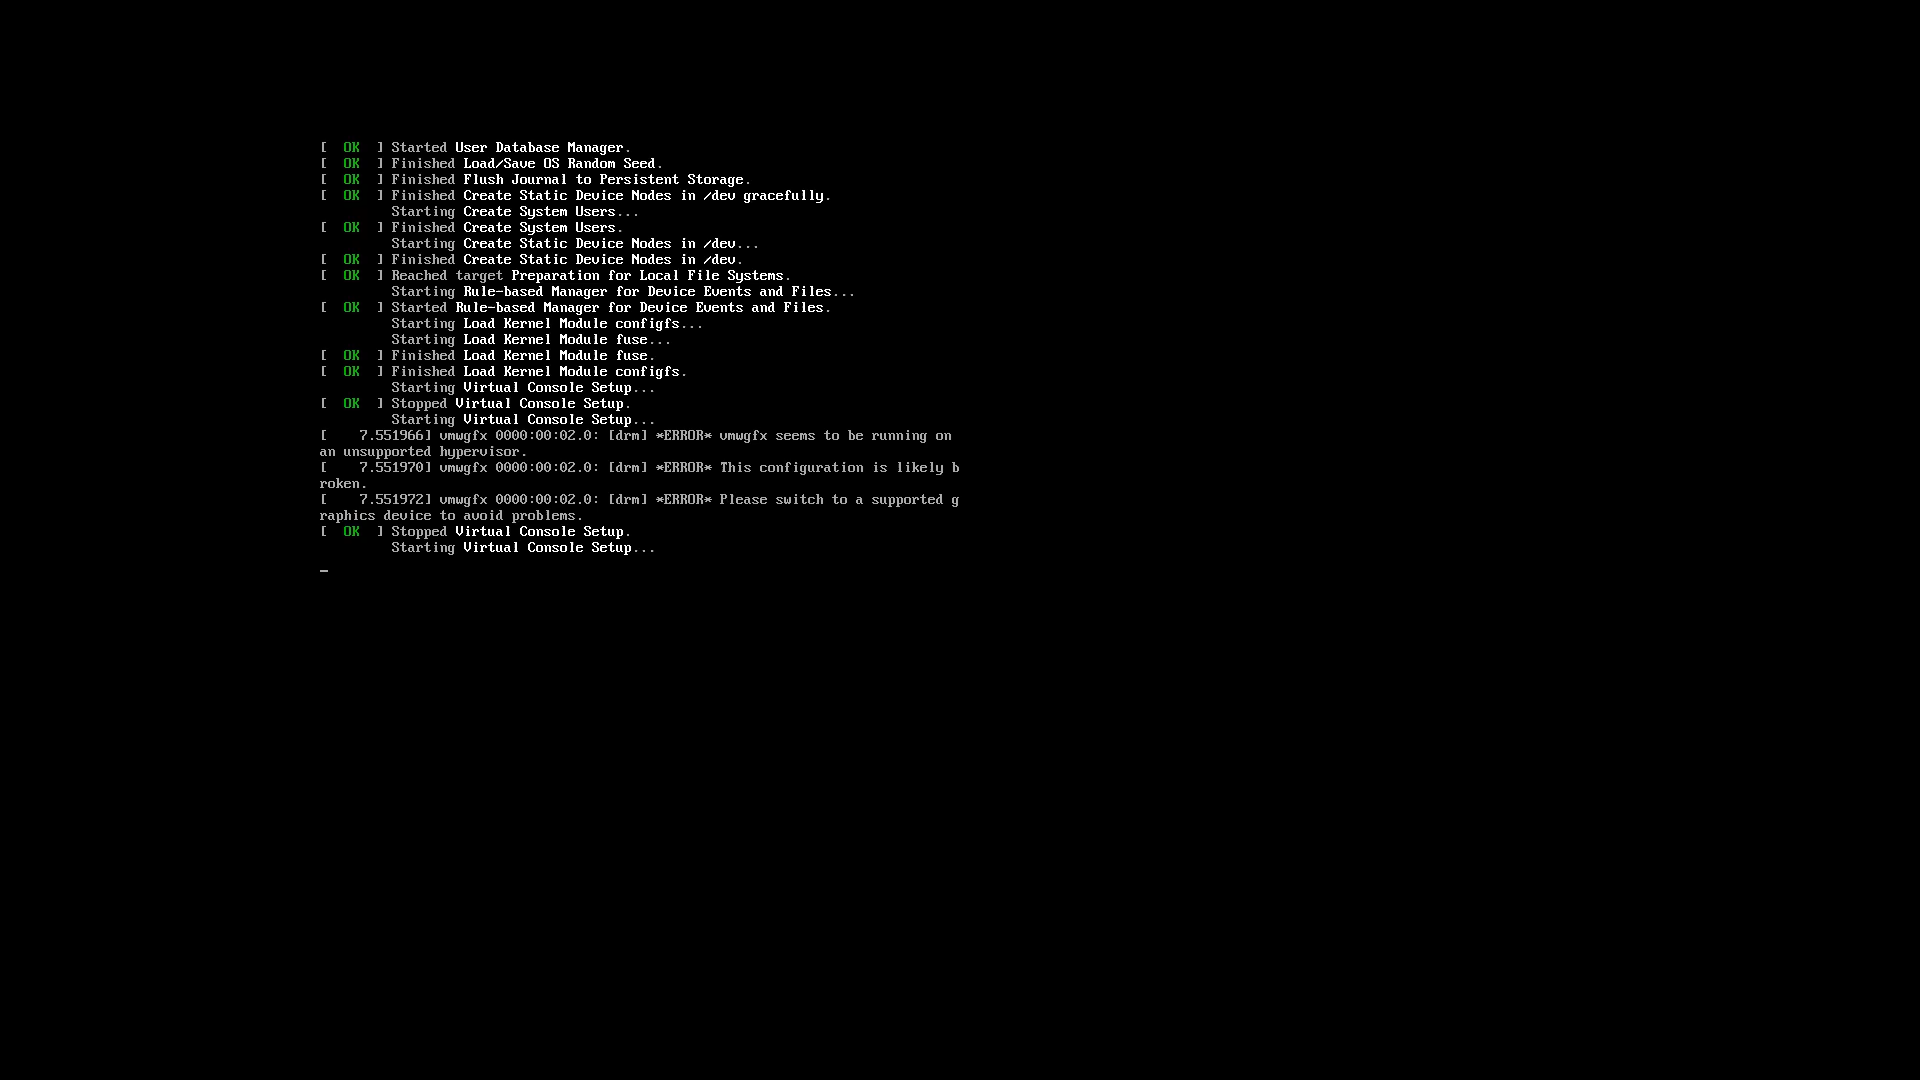 [  OK  ] Started User Database Manager.
[  OK  ] Finished Load/Save OS Random Seed.
[  OK  ] Finished Flush Journal to Persistent Storage.
[  OK  ] Finished Create Static Device Nodes in /dev gracefully.
         Starting Create System Users...
[  OK  ] Finished Create System Users.
         Starting Create Static Device Nodes in /dev...
[  OK  ] Finished Create Static Device Nodes in /dev.
[  OK  ] Reached target Preparation for Local File Systems.
         Starting Rule-based Manager for Device Events and Files...
[  OK  ] Started Rule-based Manager for Device Events and Files.
         Starting Load Kernel Module configfs...
         Starting Load Kernel Module fuse...
[  OK  ] Finished Load Kernel Module fuse.
[  OK  ] Finished Load Kernel Module configfs.
         Starting Virtual Console Setup...
[  OK  ] Stopped Virtual Console Setup.
         Starting Virtual Console Setup...
[    7.551966] vmwgfx 0000:00:02.0: [drm] *ERROR* vmwgfx seems to be running on
an unsupported hypervisor.
[    7.551970] vmwgfx 0000:00:02.0: [drm] *ERROR* This configuration is likely b
roken.
[    7.551972] vmwgfx 0000:00:02.0: [drm] *ERROR* Please switch to a supported g
raphics device to avoid problems.
[  OK  ] Stopped Virtual Console Setup.
         Starting Virtual Console Setup...
_